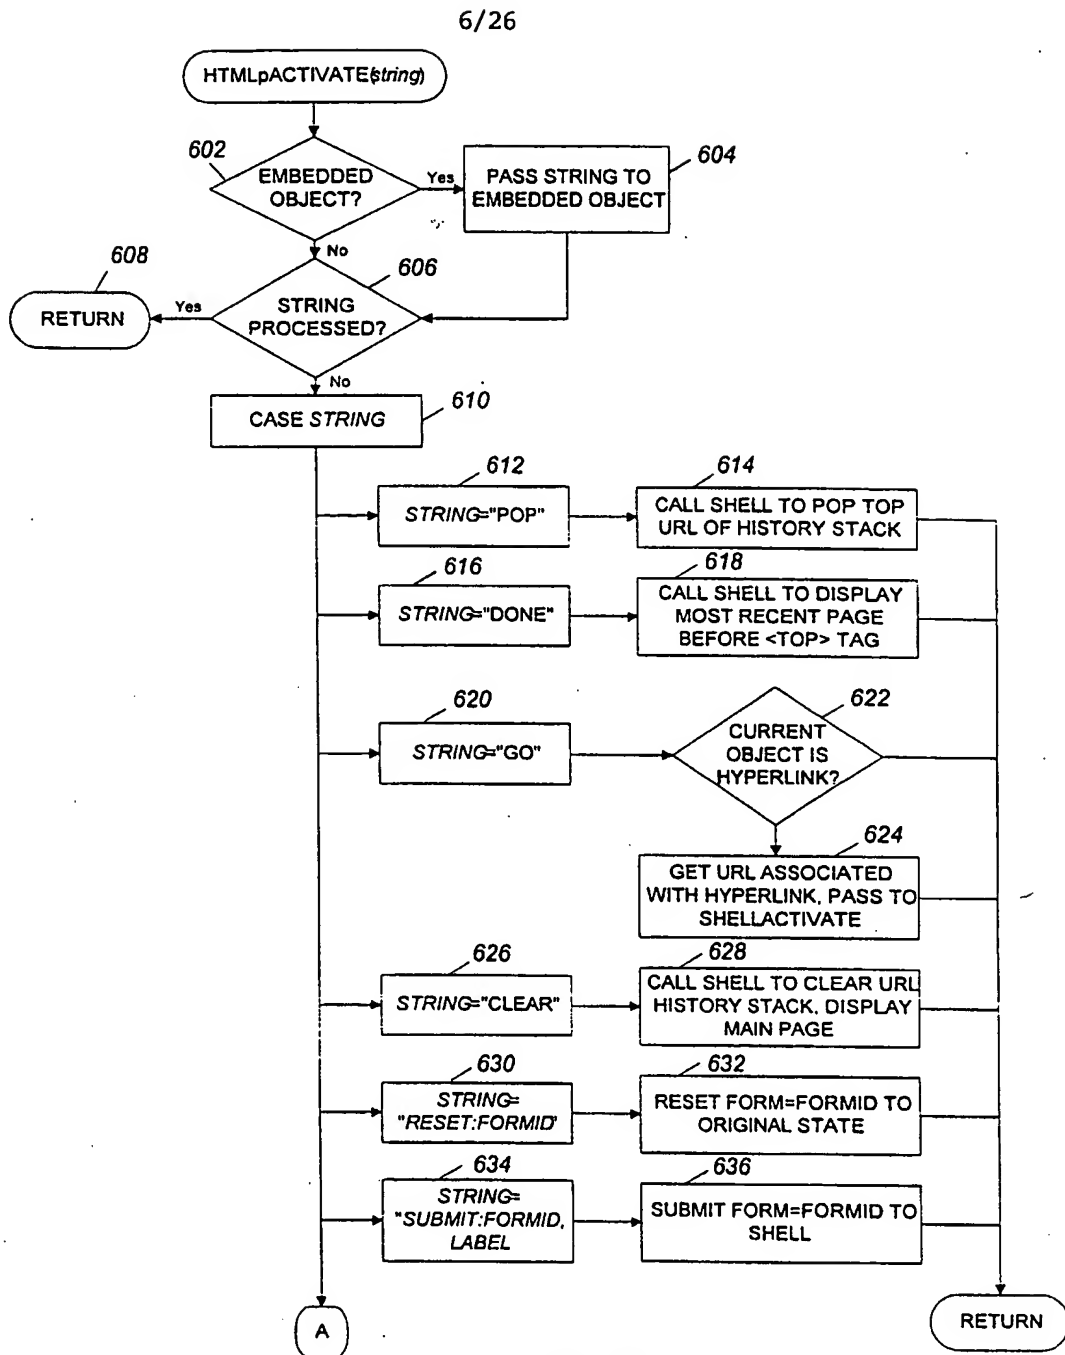 6/26
HTMLpACTIVATE(string)
602
EMBEDDED
OBJECT?
Yes
604
PASS STRING TO
EMBEDDED OBJECT
No
608
RETURN
Yes
606
STRING
PROCESSED?
No
CASE STRING
610
612
STRING="POP"
614
CALL SHELL TO POP TOP
URL OF HISTORY STACK
616
STRING="DONE"
618
CALL SHELL TO DISPLAY
MOST RECENT PAGE
BEFORE <TOP> TAG
620
STRING="GO"
622
CURRENT
OBJECT IS
HYPERLINK?
624
GET URL ASSOCIATED
WITH HYPERLINK, PASS TO
SHELLACTIVATE
626
STRING="CLEAR"
628
CALL SHELL TO CLEAR URL
HISTORY STACK, DISPLAY
MAIN PAGE
630
STRING=
"RESET:FORMID'
632
RESET FORM=FORMID TO
ORIGINAL STATE
634
STRING=
"SUBMIT:FORMID,
LABEL
636
SUBMIT FORM=FORMID TO
SHELL
A
RETURN